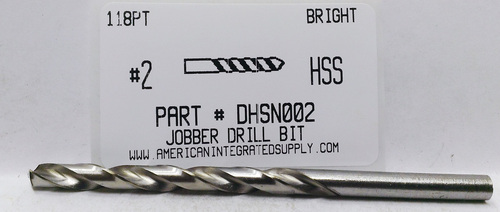 118PT BRIGHT
#2 HSS
PART # DHSN002
JOBBER DRILL BIT
WWW.AMERICANINTEGRATEDSUPPLY.COM